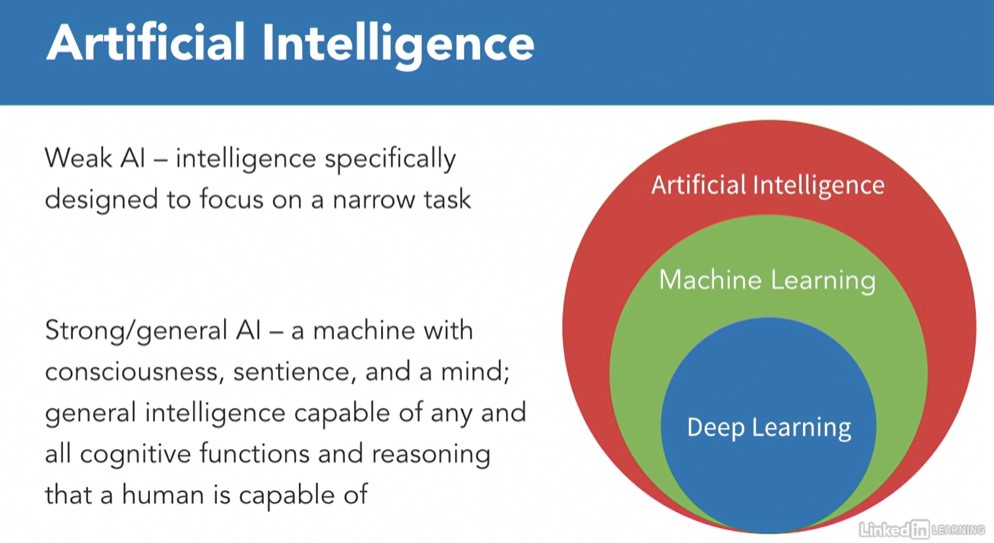 Artificial Intelligence
Weak AI – intelligence specifically
designed to focus on a narrow task
Strong/general AI – a machine with
consciousness, sentience, and a mind;
general intelligence capable of any and
all cognitive functions and reasoning
that a human is capable of
Artificial Intelligence
Machine Learning
Deep Learning
Linked in LEARNING